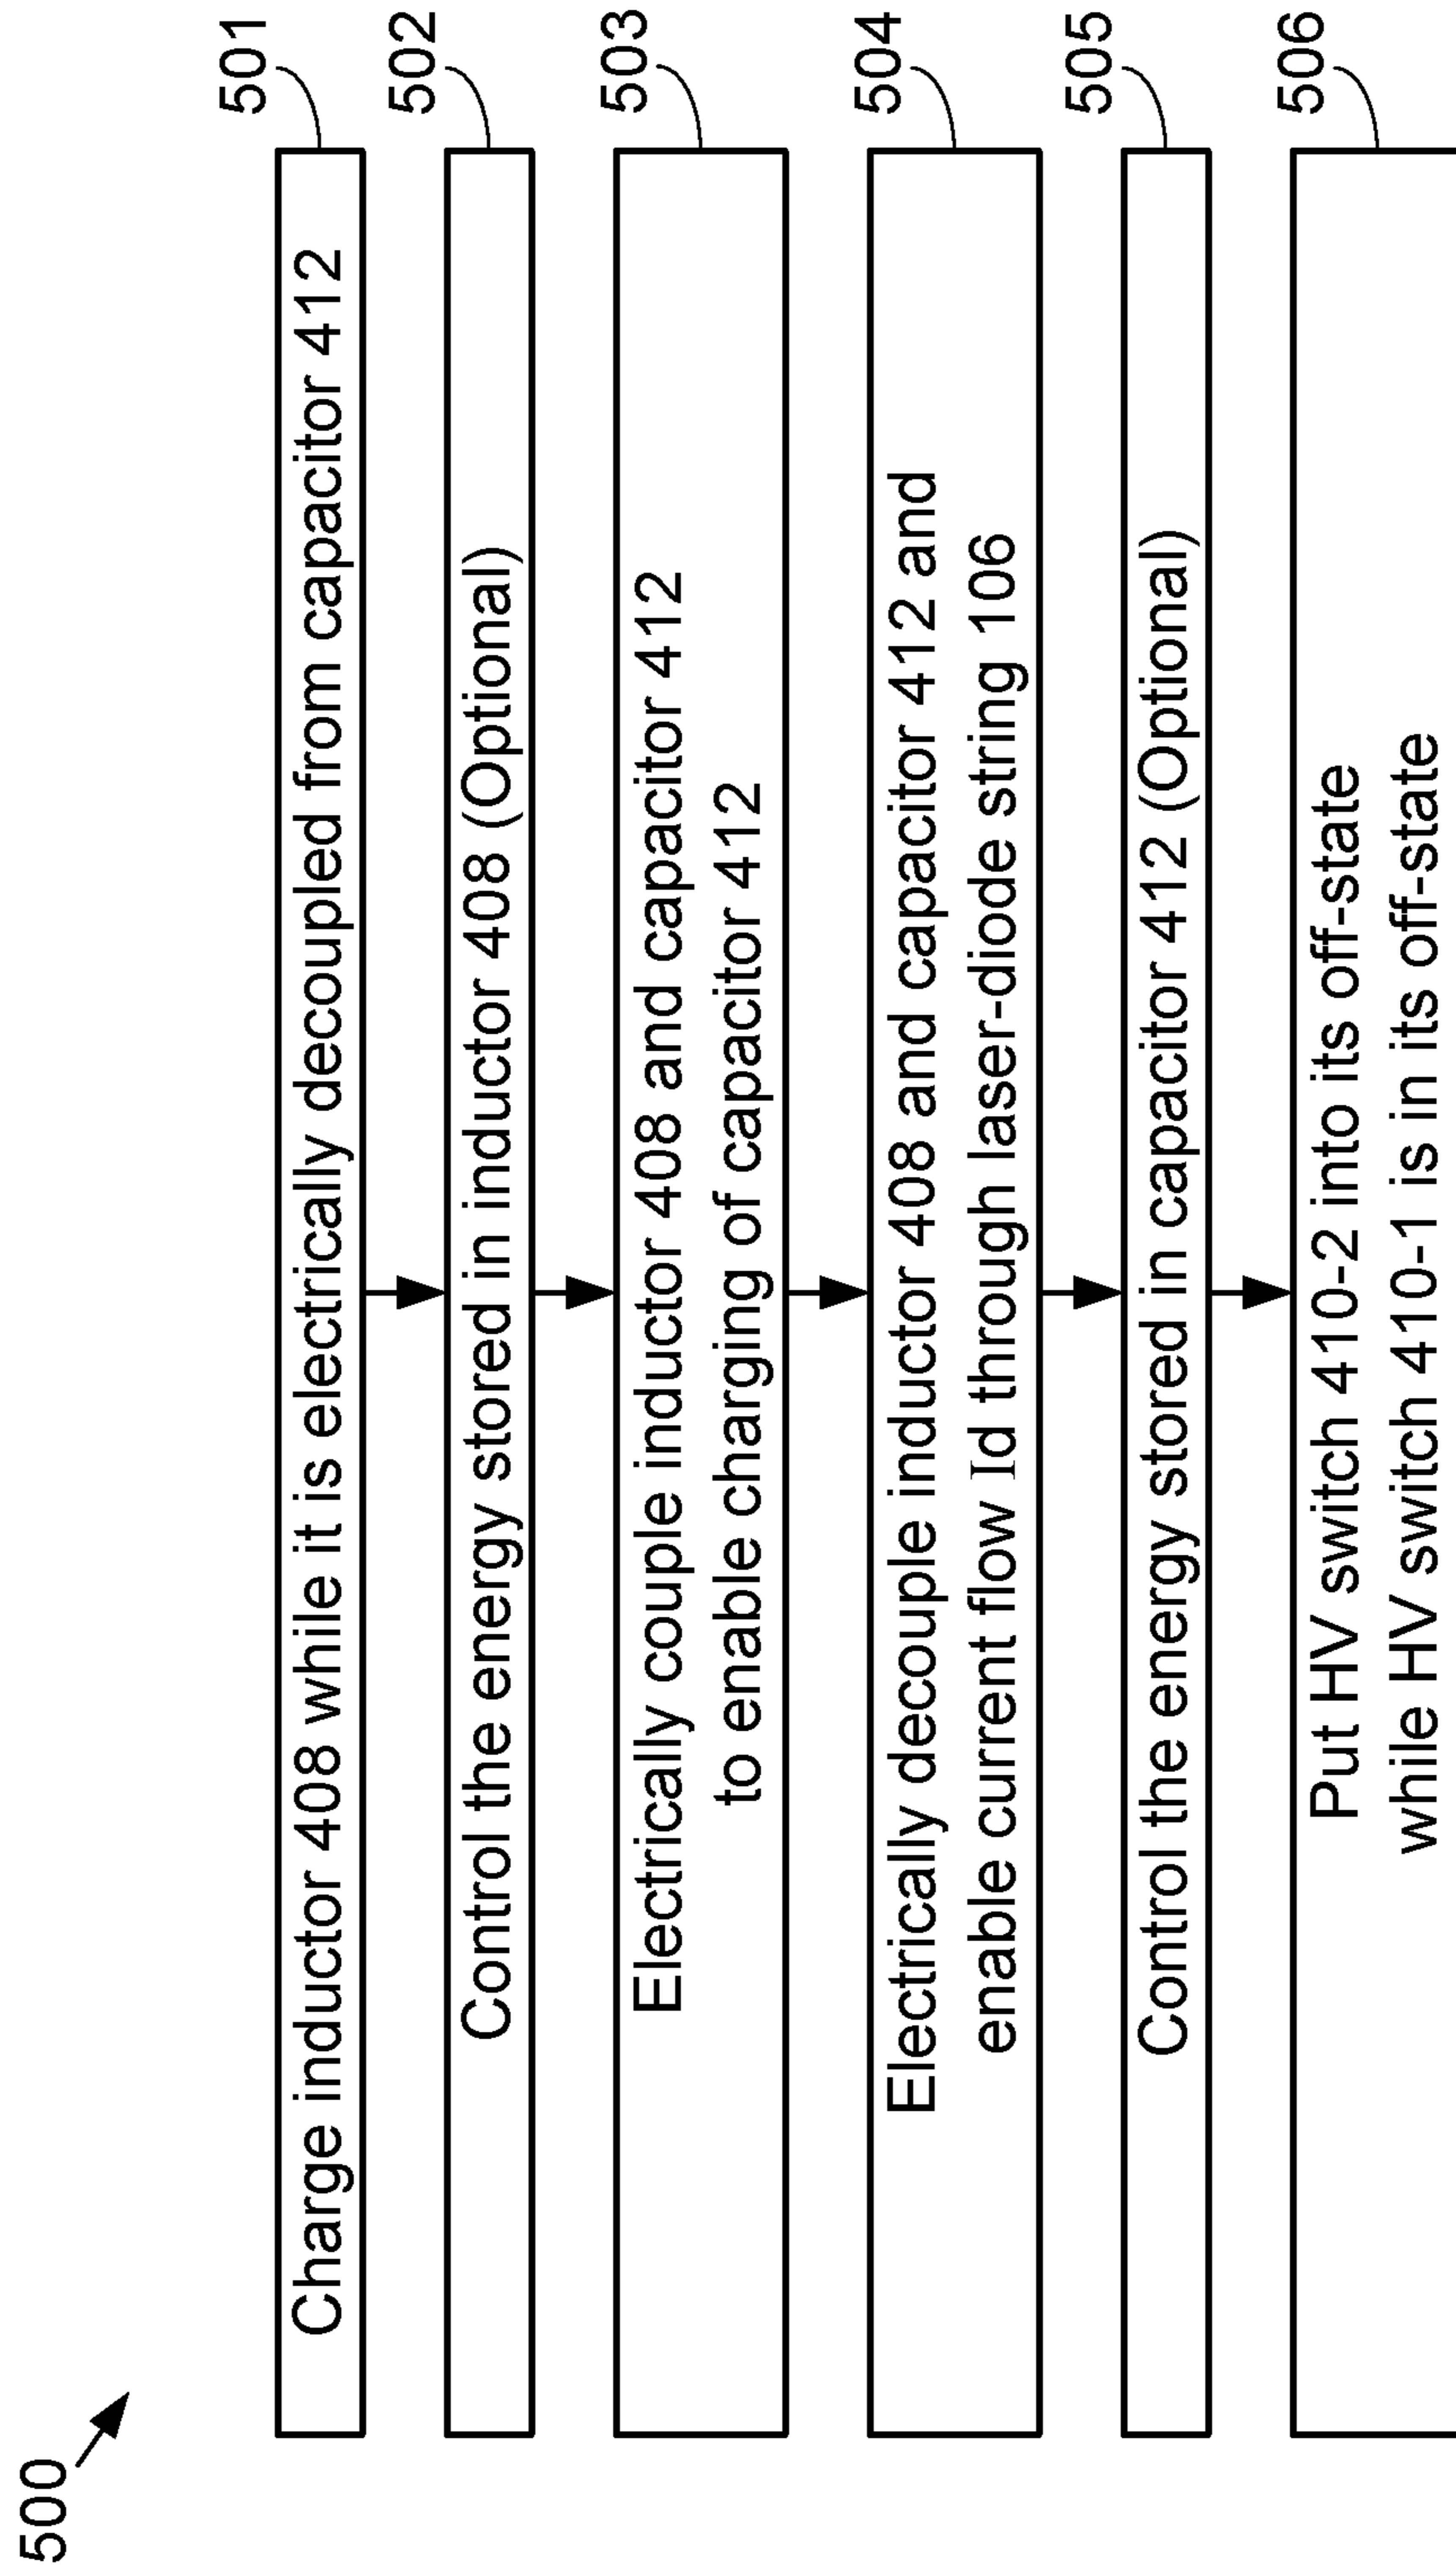 500
501
Charge inductor 408 while it is electrically decoupled from capacitor 412
502
Control the energy stored in inductor 408 (Optional)
503
Electrically couple inductor 408 and capacitor 412
to enable charging of capacitor 412
504
Electrically decouple inductor 408 and capacitor 412 and
enable current flow Id through laser-diode string 106
505
Control the energy stored in capacitor 412 (Optional)
506
Put HV switch 410-2 into its off-state
while HV switch 410-1 is in its off-state